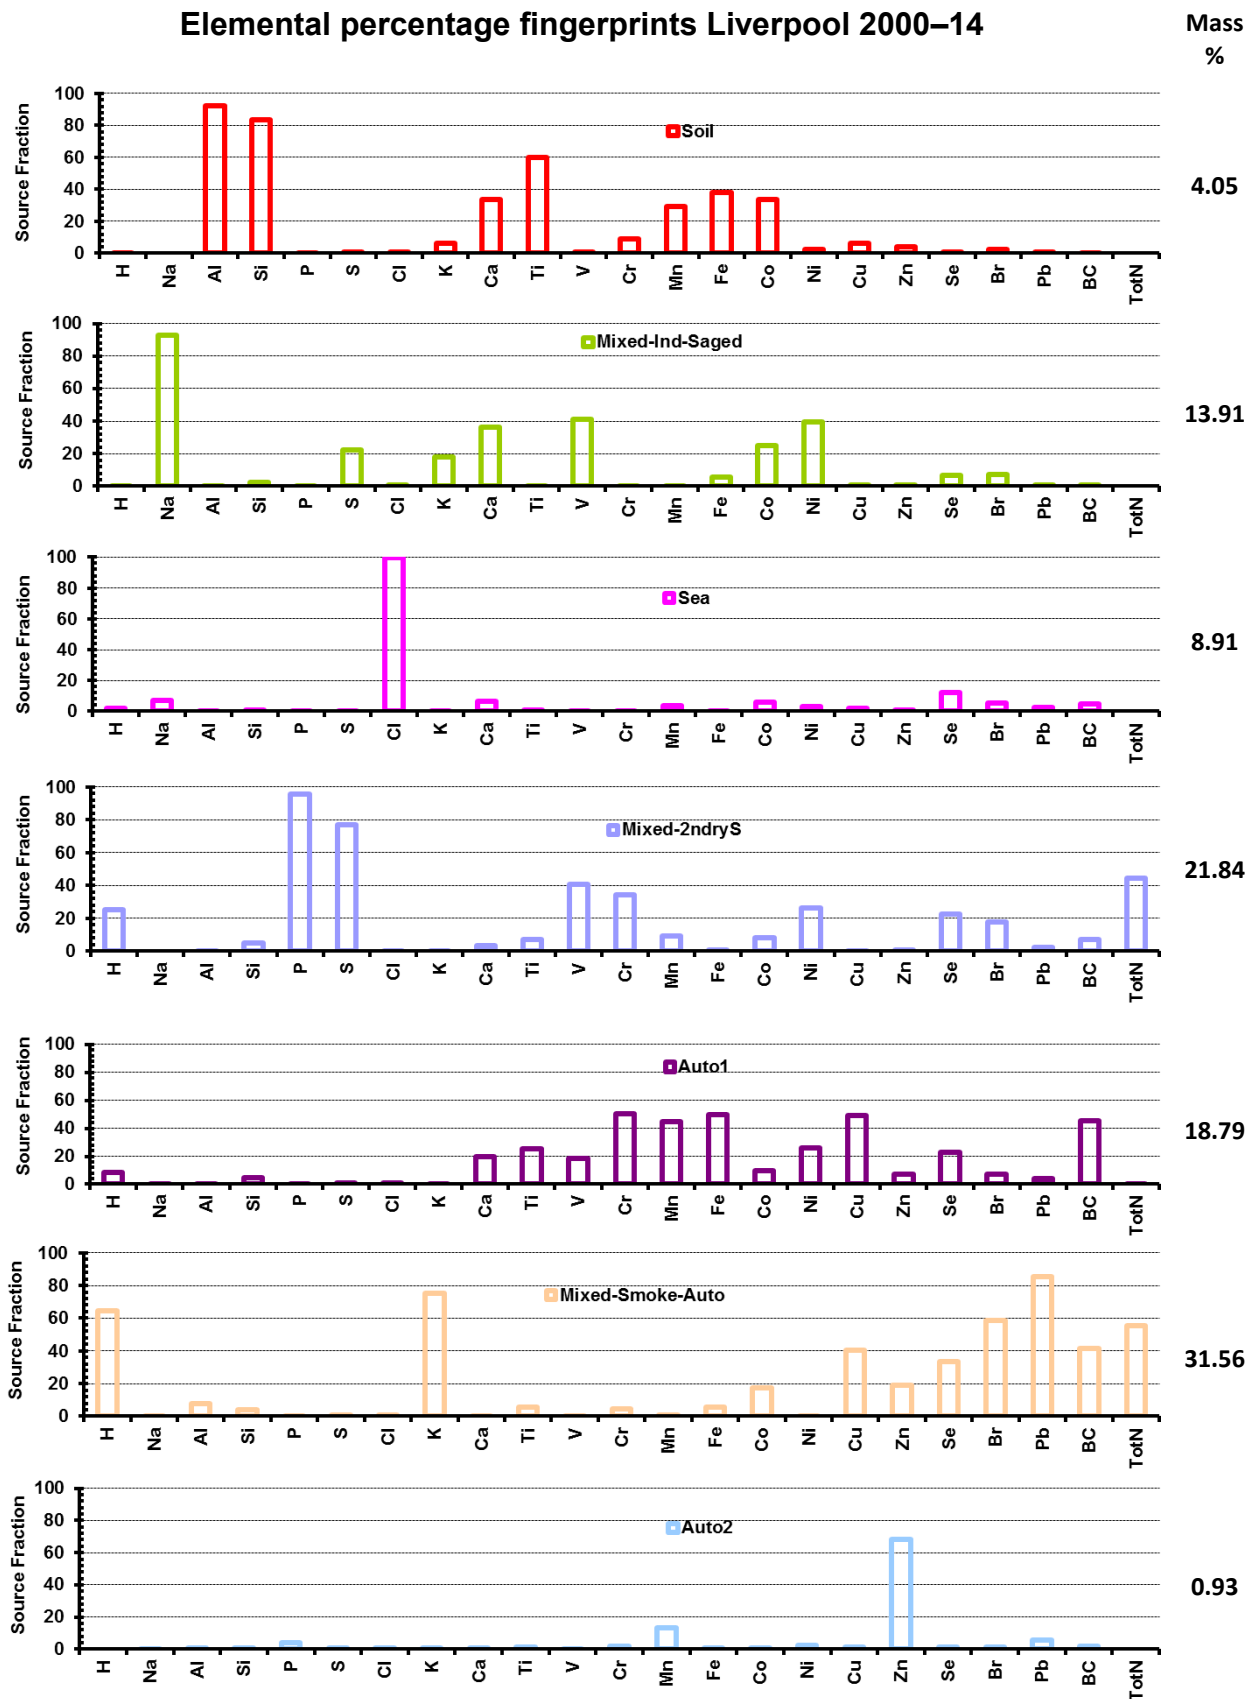 Elemental percentage fingerprints Liverpool 2000–14
Mass
%
100
80
60
40
20
0
Source Fraction
Soil
4.05
H Na Al Si P S Cl K Ca Ti V Cr Mn Fe Co Ni Cu Zn Se Br Pb BC TotN
100
80
60
40
20
0
Source Fraction
Mixed-Ind-Saged
13.91
H Na Al Si P S Cl K Ca Ti V Cr Mn Fe Co Ni Cu Zn Se Br Pb BC TotN
100
80
60
40
20
0
Source Fraction
Sea
8.91
H Na Al Si P S Cl K Ca Ti V Cr Mn Fe Co Ni Cu Zn Se Br Pb BC TotN
100
80
60
40
20
0
Source Fraction
Mixed-2ndryS
21.84
H Na Al Si P S Cl K Ca Ti V Cr Mn Fe Co Ni Cu Zn Se Br Pb BC TotN
100
80
60
40
20
0
Source Fraction
Auto1
18.79
H Na Al Si P S Cl K Ca Ti V Cr Mn Fe Co Ni Cu Zn Se Br Pb BC TotN
100
80
60
40
20
0
Source Fraction
Mixed-Smoke-Auto
31.56
H Na Al Si P S Cl K Ca Ti V Cr Mn Fe Co Ni Cu Zn Se Br Pb BC TotN
100
80
60
40
20
0
Source Fraction
Auto2
0.93
H Na Al Si P S Cl K Ca Ti V Cr Mn Fe Co Ni Cu Zn Se Br Pb BC TotN